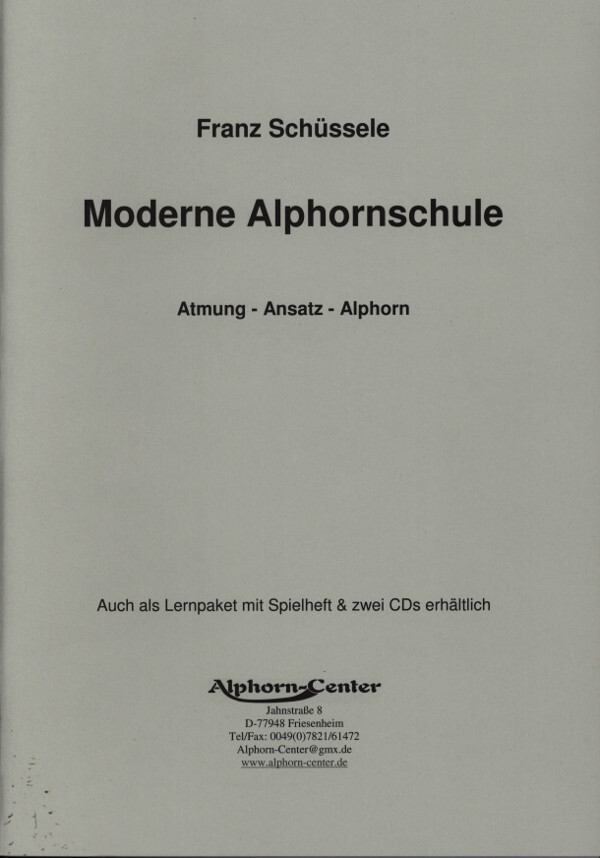 Franz Schüssele
Moderne Alphornschule
Atmung - Ansatz - Alphorn
Auch als Lernpaket mit Spielheft & zwei CDs erhältlich
Alphorn-Center
Jahnstraße 8
D-77948 Friesenheim
Tel/Fax: 0049(0)7821/61472
Alphorn-Center@gmx.de
www.alphorn-center.de